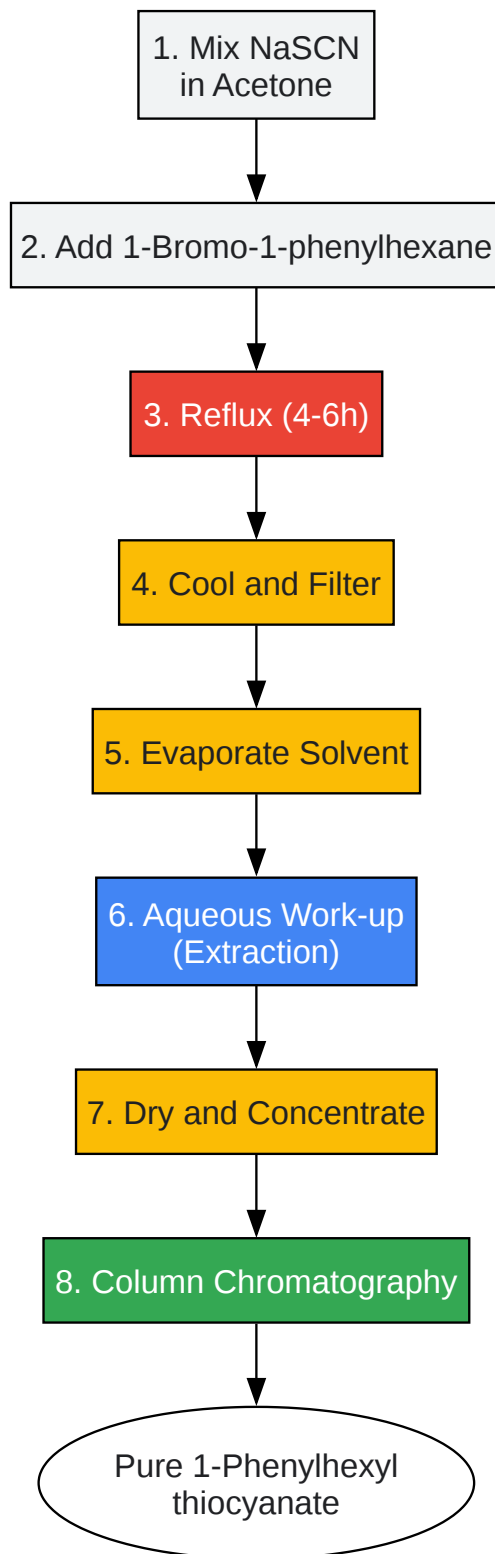 1. Mix NaSCN
in Acetone
2. Add 1-Bromo-1-phenylhexane
3. Reflux (4-6h)
4. Cool and Filter
5. Evaporate Solvent
6. Aqueous Work-up
(Extraction)
7. Dry and Concentrate
8. Column Chromatography
Pure 1-Phenylhexyl
thiocyanate